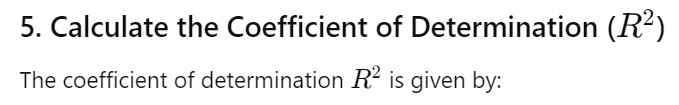 5. Calculate the Coefficient of Determination (R²)
The coefficient of determination R² is given by: